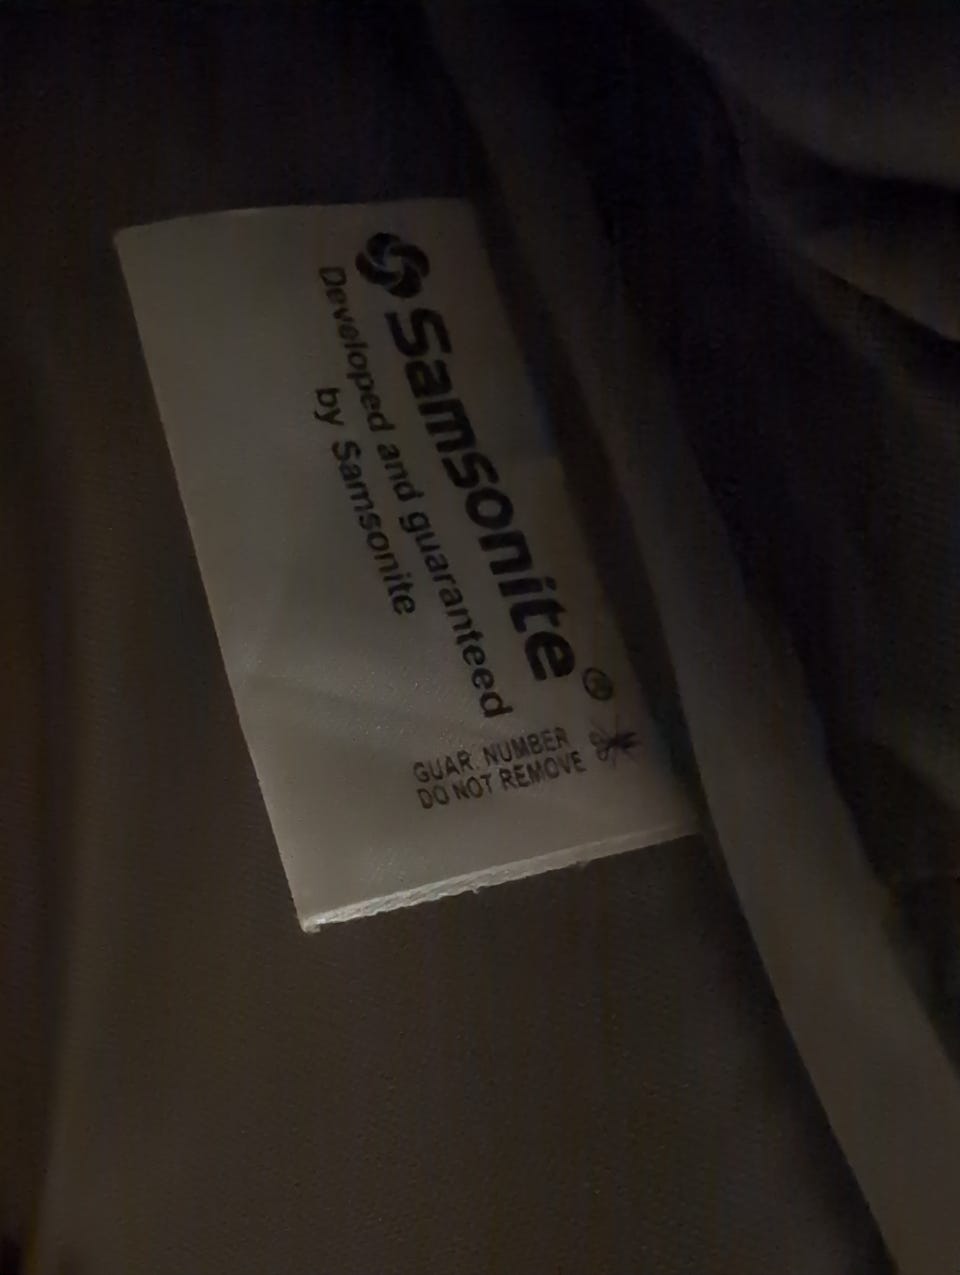 Samsonite®
Developed and guaranteed
by Samsonite
GUAR. NUMBER
DO NOT REMOVE